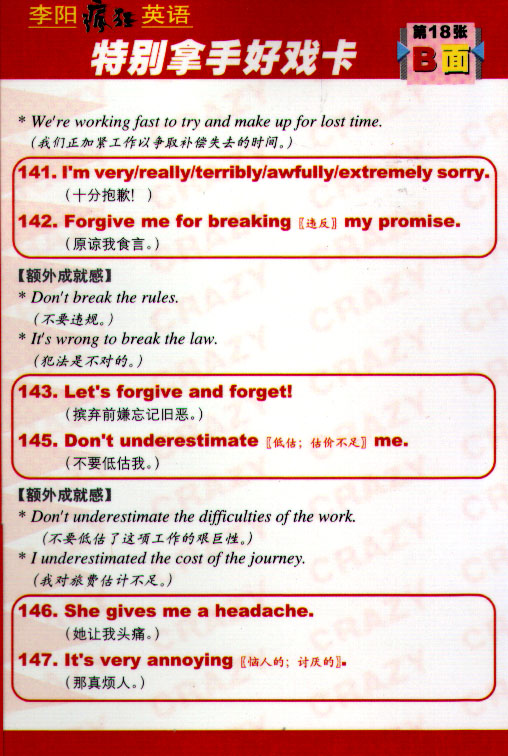 李阳疯狂英语
特别拿手好戏卡
第18张
B面
* We're working fast to try and make up for lost time.
（我们正加紧工作以争取补偿失去的时间。）
141. I'm very/really/terribly/awfully/extremely sorry.
（十分抱歉！ ）
142. Forgive me for breaking 〖违反〗 my promise.
（原谅我食言。）
【额外成就感】
* Don't break the rules.
（不要违规。）
* It's wrong to break the law.
（犯法是不对的。）
143. Let's forgive and forget!
（摈弃前嫌忘记旧恶。）
145. Don't underestimate 〖低估；估价不足〗 me.
（不要低估我。）
【额外成就感】
* Don't underestimate the difficulties of the work.
（不要低估了这项工作的艰巨性。）
* I underestimated the cost of the journey.
（我对旅费估计不足。）
146. She gives me a headache.
（她让我头痛。）
147. It's very annoying 〖恼人的；讨厌的〗.
（那真烦人。）